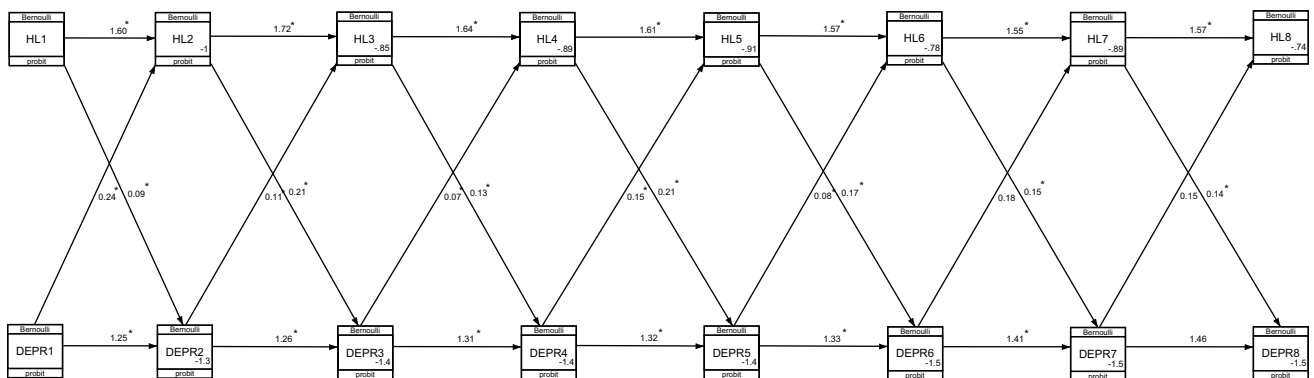 Bernoulli Bernoulli Bernoulli Bernoulli Bernoulli Bernoulli Bernoulli Bernoulli
1.60* 1.72* 1.64* 1.61* 1.57* 1.55* 1.57*
HL1 HL2 HL3 HL4 HL5 HL6 HL7 HL8
-1 -.85 -.89 -.91 -.78 -.89 -.74
probit probit probit probit probit probit probit probit
0.24* 0.09* 0.11* 0.21* 0.07* 0.13* 0.15* 0.21* 0.08* 0.17* 0.18 0.15* 0.15 0.14*
Bernoulli Bernoulli Bernoulli Bernoulli Bernoulli Bernoulli Bernoulli Bernoulli
1.25* 1.26* 1.31* 1.32* 1.33* 1.41* 1.46
DEPR1 DEPR2 DEPR3 DEPR4 DEPR5 DEPR6 DEPR7 DEPR8
-1.3 -1.4 -1.4 -1.4 -1.5 -1.5 -1.5
probit probit probit probit probit probit probit probit